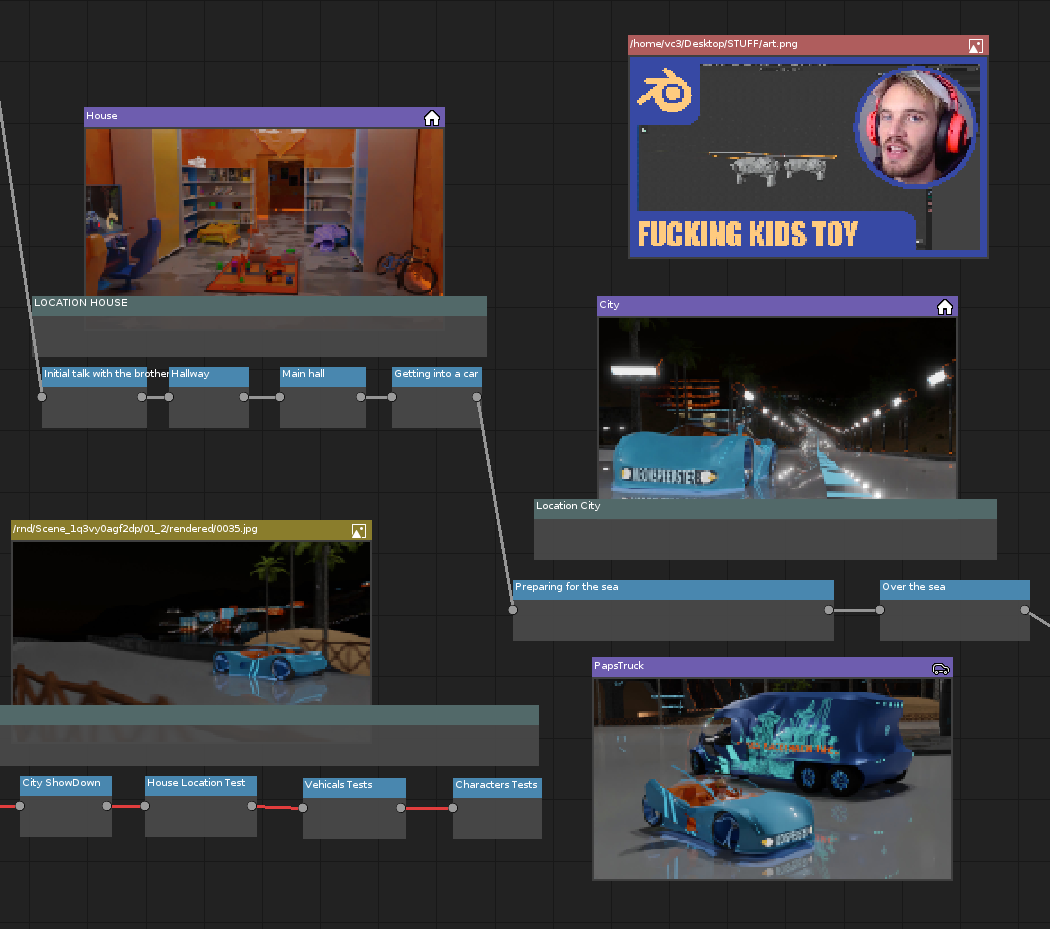 /home/vc3/Desktop/STUFF/art.png
FUCKING KIDS TOY
House
LOCATION HOUSE
Initial talk with the brother
Hallway
Main hall
Getting into a car
City
Location City
Preparing for the sea
Over the sea
/rnd/Scene_1q3vy0agf2dp/01_2/rendered/0035.jpg
City ShowDown
House Location Test
Vehicals Tests
Characters Tests
PapsTruck